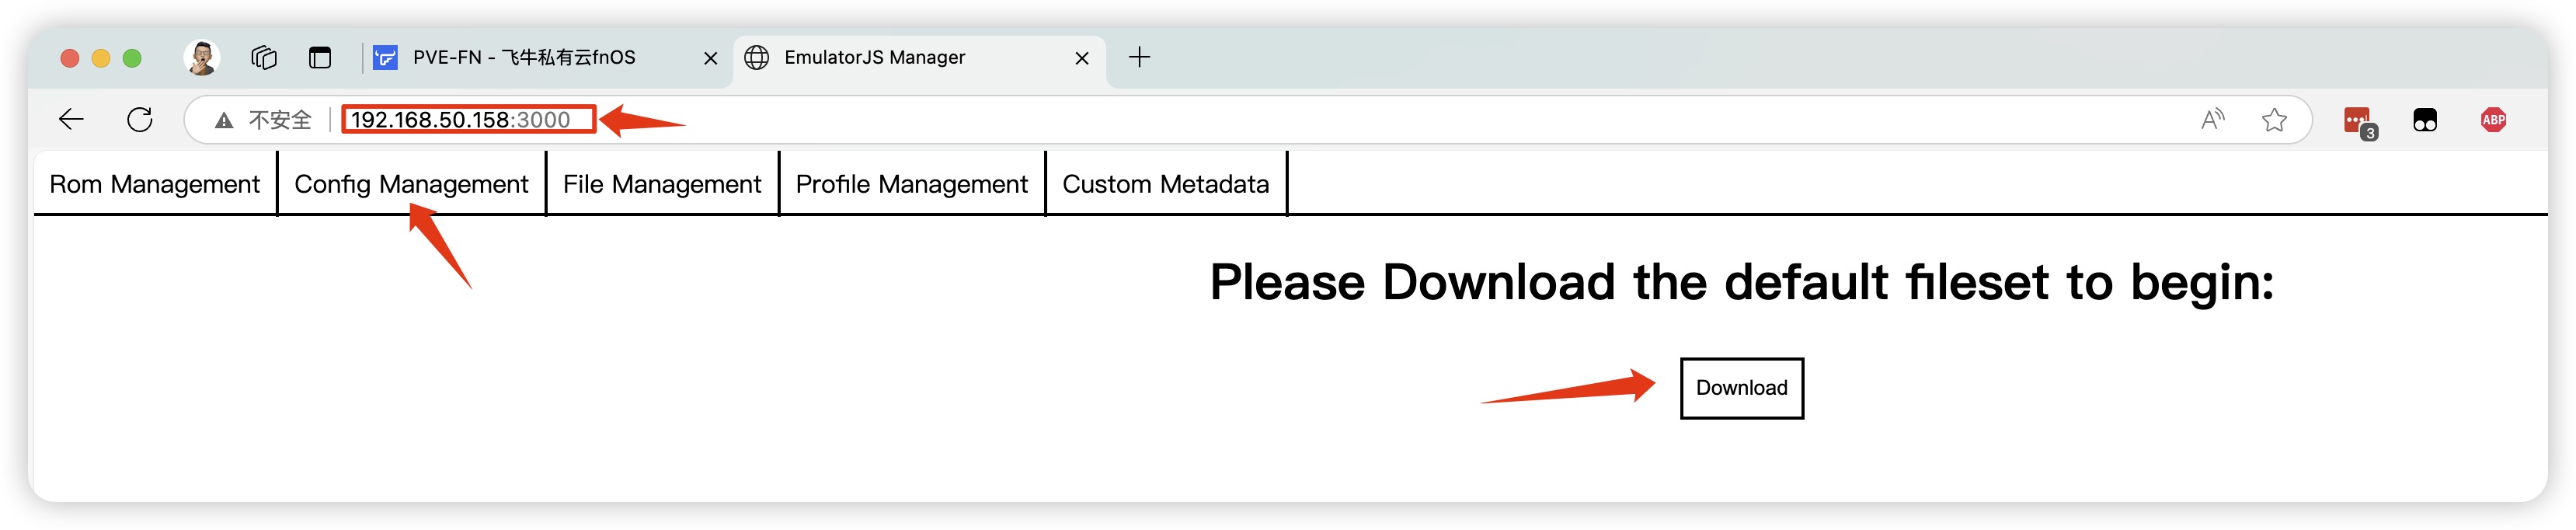 PVE-FN - 飞牛私有云fnOS
EmulatorJS Manager
不安全 192.168.50.158:3000
3
ABP
Rom Management
Config Management
File Management
Profile Management
Custom Metadata
Please Download the default fileset to begin:
Download